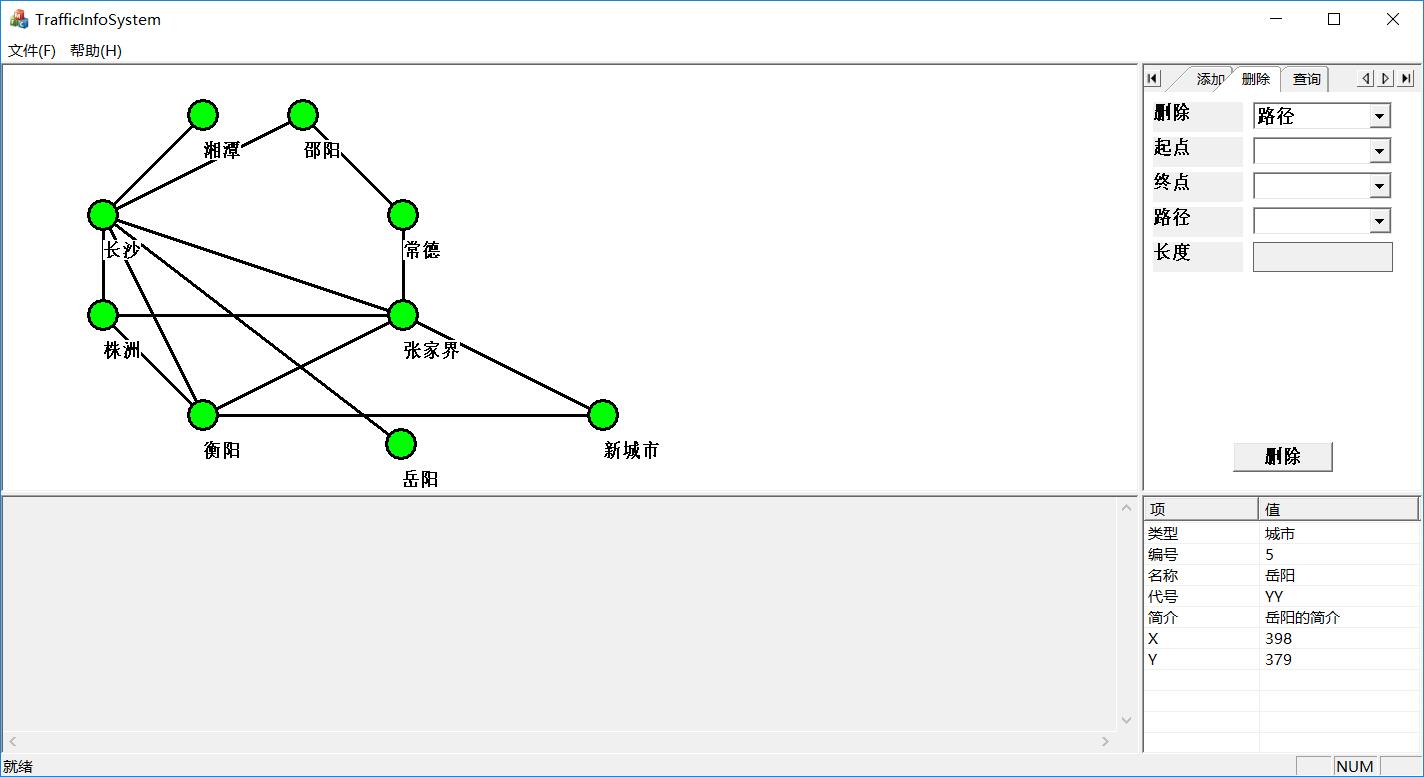 TrafficInfoSystem
文件(F) 帮助(H)
湘潭
邵阳
长沙
常德
株洲
张家界
衡阳
新城市
岳阳
添加 删除 查询
删除 路径
起点
终点
路径
长度
删除
项 值
类型 城市
编号 5
名称 岳阳
代号 YY
简介 岳阳的简介
X 398
Y 379
就绪 NUM